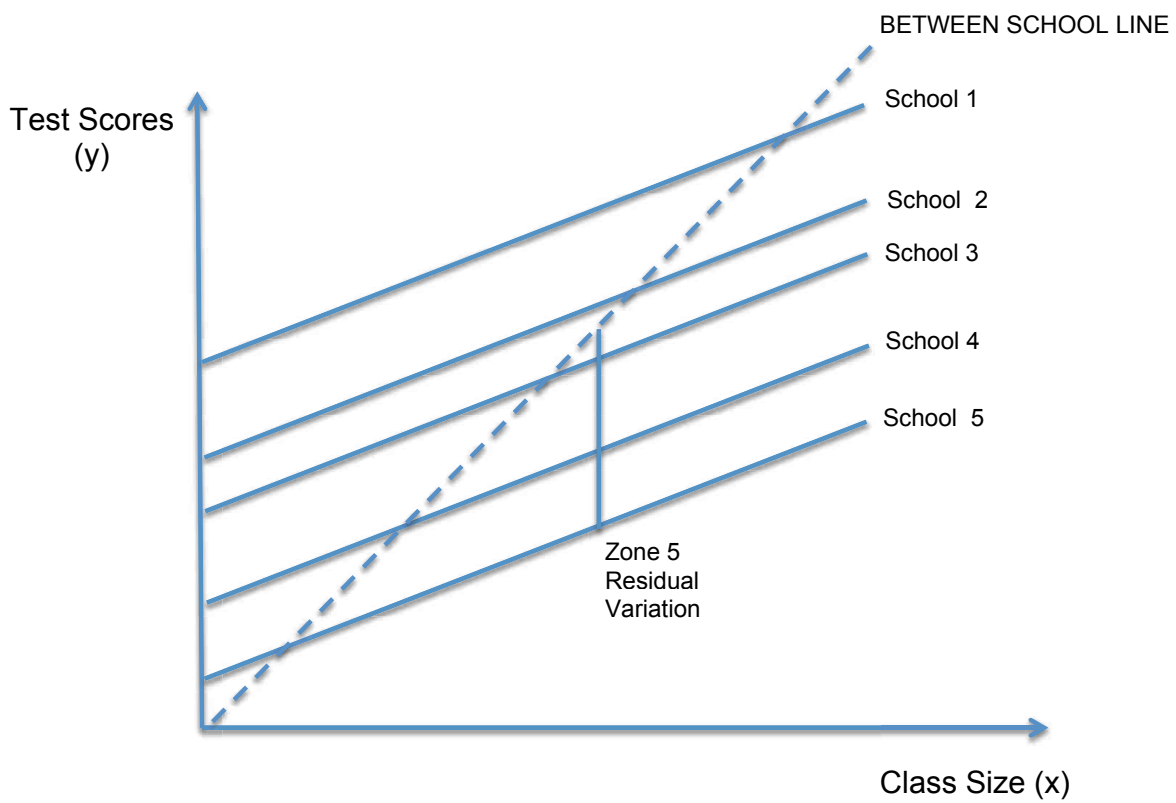 BETWEEN SCHOOL LINE
Test Scores
(y)
School 1
School 2
School 3
School 4
School 5
Zone 5
Residual
Variation
Class Size (x)